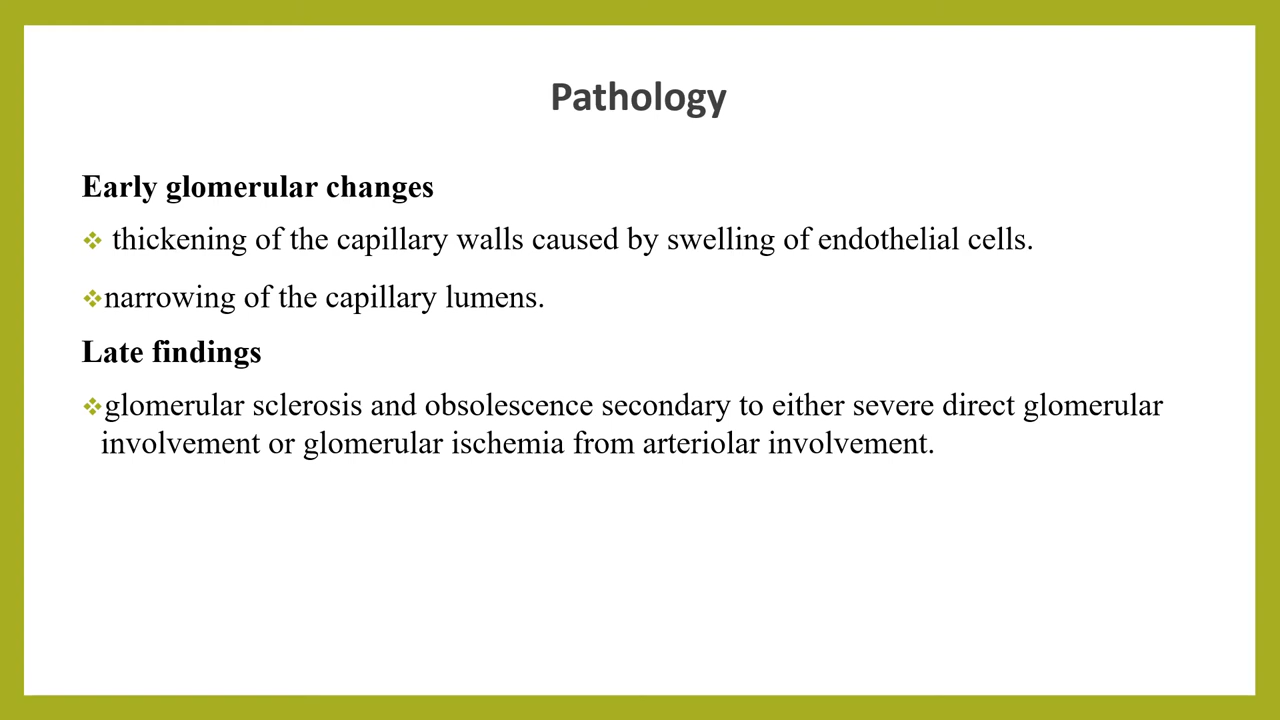 Pathology
Early glomerular changes
❖ thickening of the capillary walls caused by swelling of endothelial cells.
❖narrowing of the capillary lumens.
Late findings
❖glomerular sclerosis and obsolescence secondary to either severe direct glomerular
involvement or glomerular ischemia from arteriolar involvement.